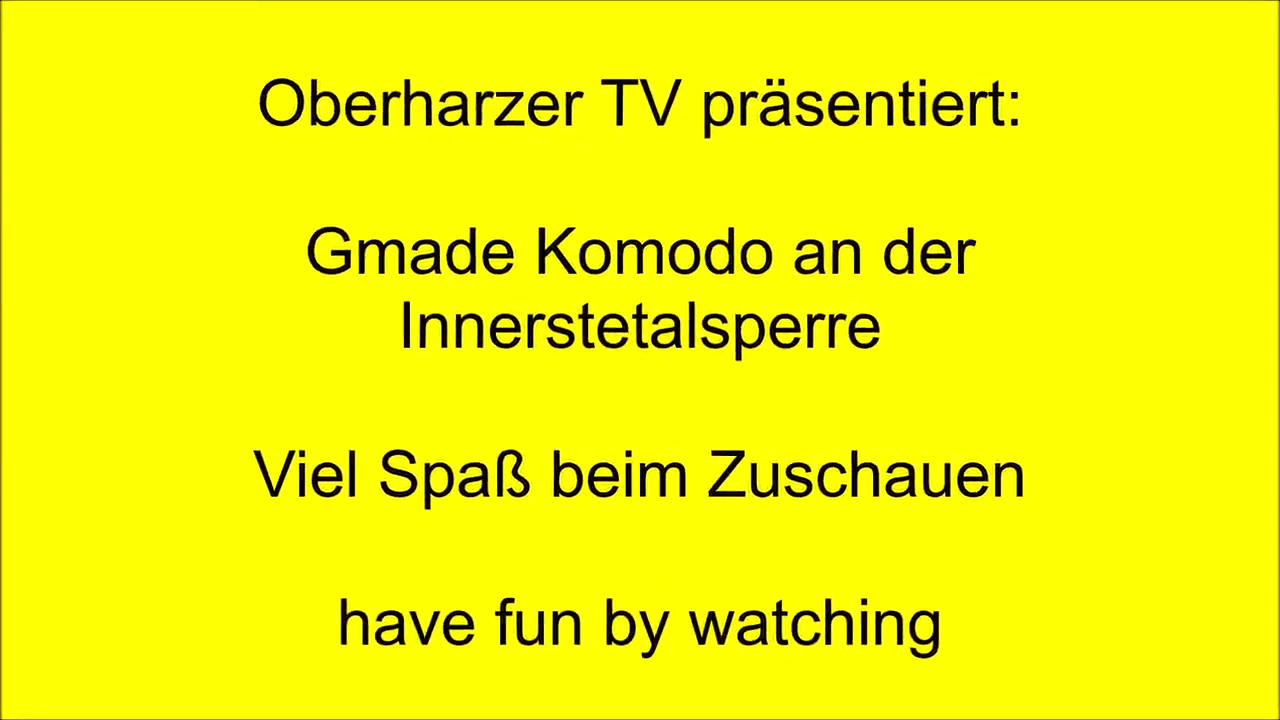 Oberharzer TV präsentiert:
Gmade Komodo an der
Innerstetalsperre
Viel Spaß beim Zuschauen
have fun by watching